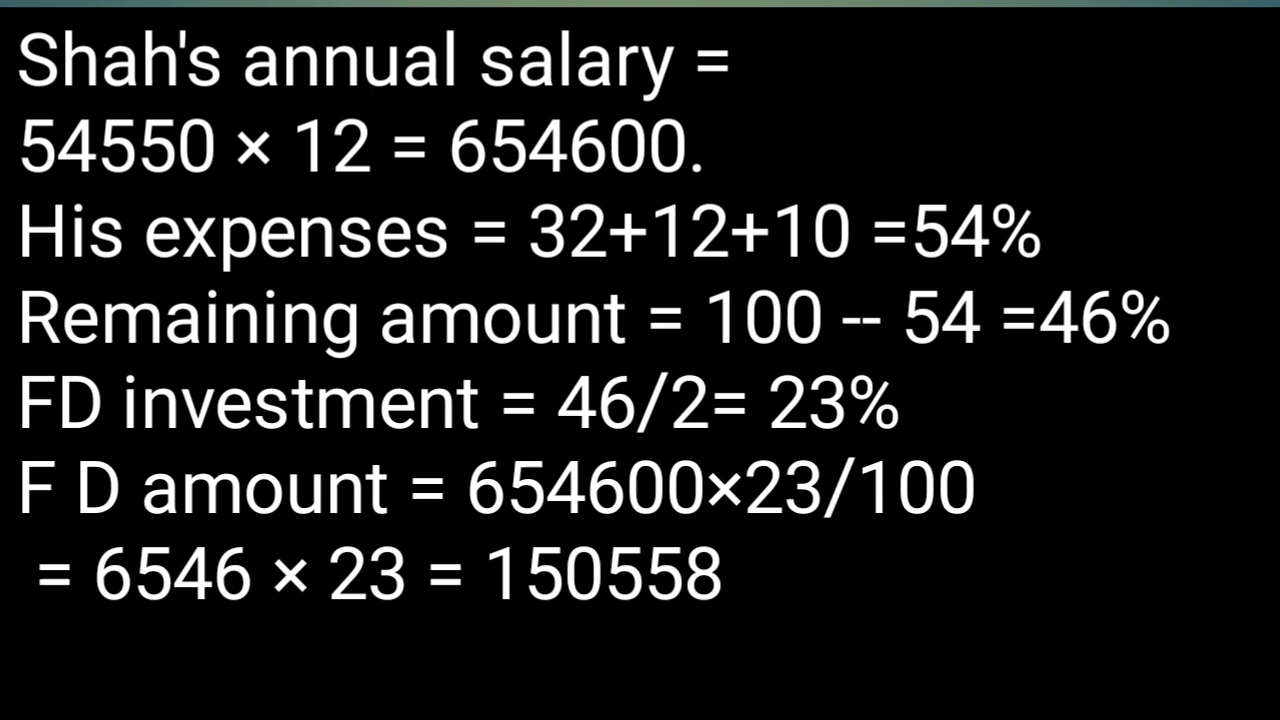 Shah's annual salary =
54550 × 12 = 654600.
His expenses = 32+12+10 =54%
Remaining amount = 100 -- 54 =46%
FD investment = 46/2= 23%
F D amount = 654600×23/100
= 6546 × 23 = 150558